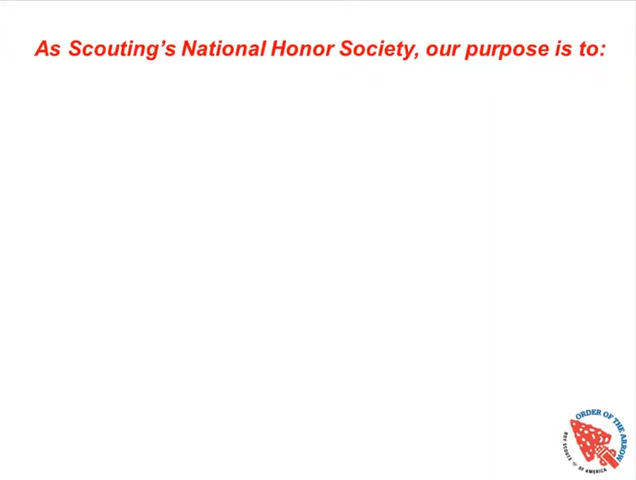 As Scouting's National Honor Society, our purpose is to:
ORDER OF THE ARROW
BOY SCOUTS OF AMERICA